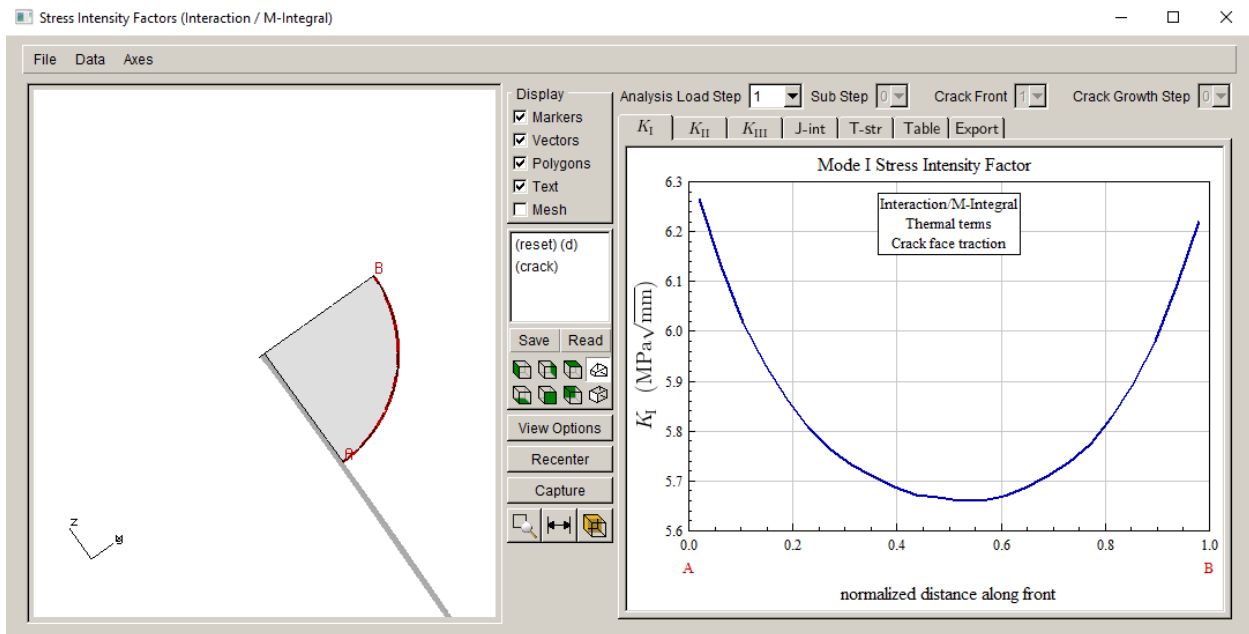 Stress Intensity Factors (Interaction / M-Integral)
File Data Axes
B
A
z
Display
Markers
Vectors
Polygons
Text
Mesh
(reset) (d)
(crack)
Save Read
View Options
Recenter
Capture
Analysis Load Step 1 Sub Step 0 Crack Front 1 Crack Growth Step 0
K_I K_II K_III J-int T-str Table Export
Mode I Stress Intensity Factor
Interaction/M-Integral
Thermal terms
Crack face traction
K_I (MPa√mm)
6.3
6.2
6.1
6.0
5.9
5.8
5.7
5.6
0.0 0.2 0.4 0.6 0.8 1.0
A B
normalized distance along front